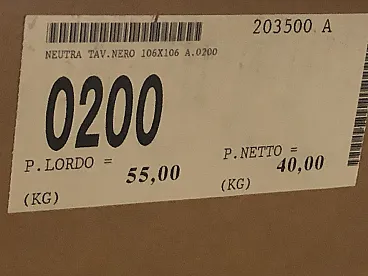 203500 A
NEUTRA TAV.NERO 106X106 A.0200
0200
P.LORDO = 55,00 P.NETTO = 40,00
(KG) (KG)